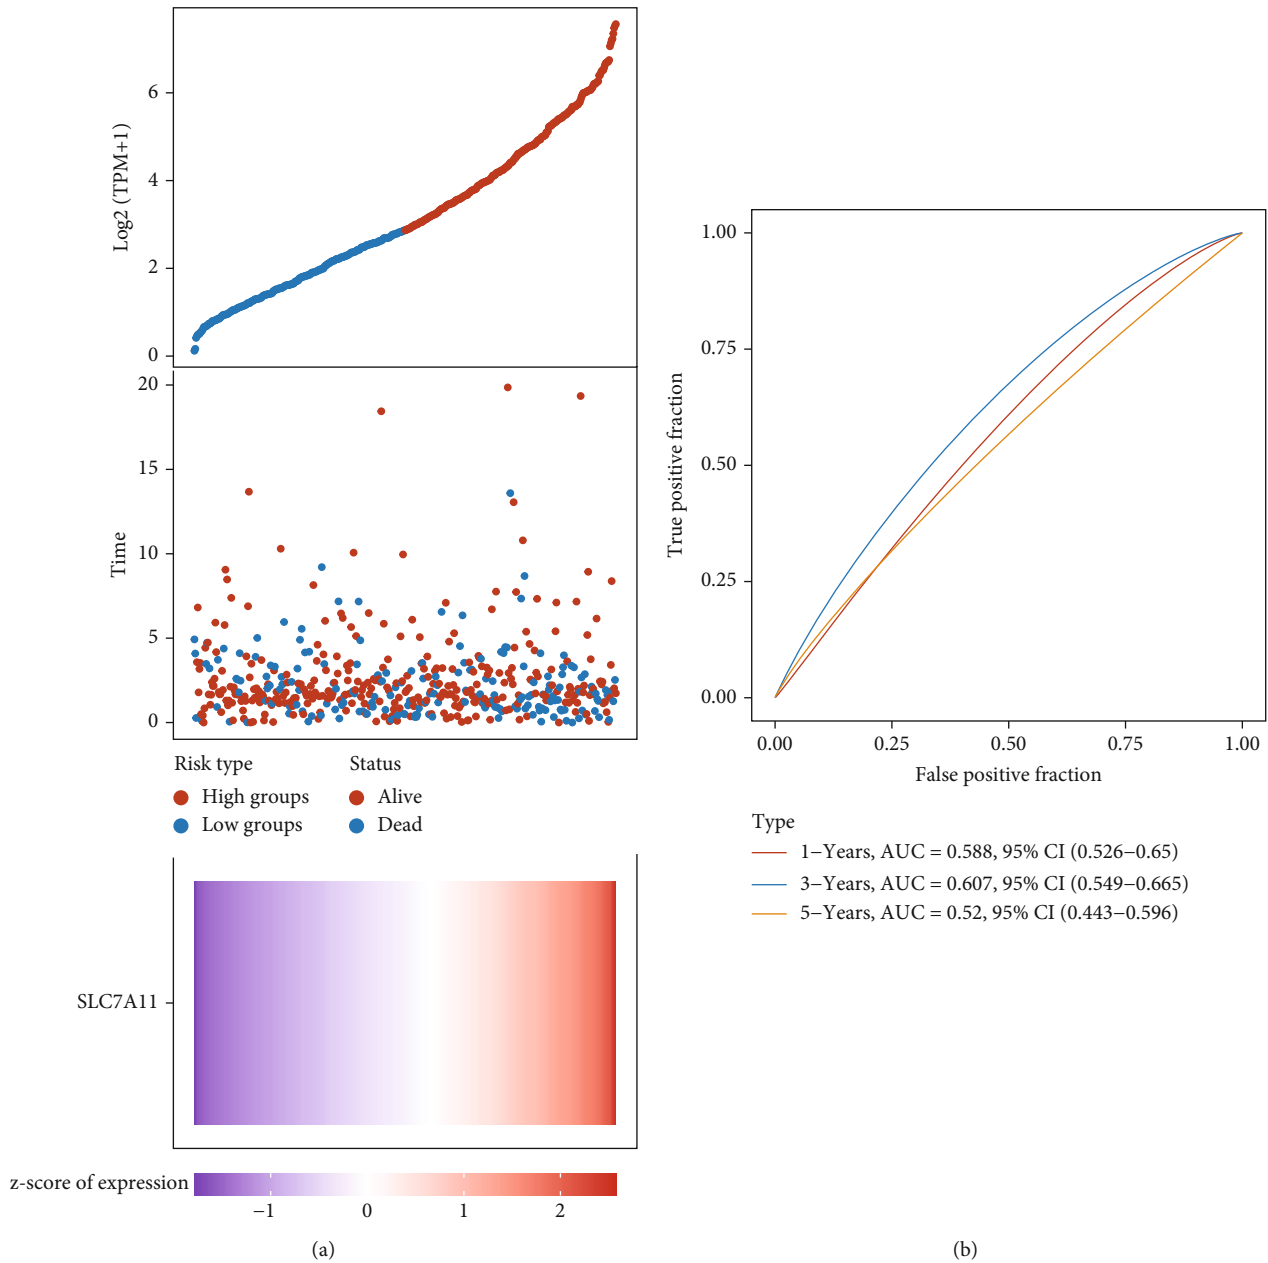 Log2 (TPM+1)
6
4
2
0
Time
20
15
10
5
0
Risk type
High groups
Low groups
Status
Alive
Dead
SLC7A11
z-score of expression
−1
0
1
2
(a)
True positive fraction
1.00
0.75
0.50
0.25
0.00
0.00
0.25
0.50
0.75
1.00
False positive fraction
Type
1−Years, AUC = 0.588, 95% CI (0.526−0.65)
3−Years, AUC = 0.607, 95% CI (0.549−0.665)
5−Years, AUC = 0.52, 95% CI (0.443−0.596)
(b)